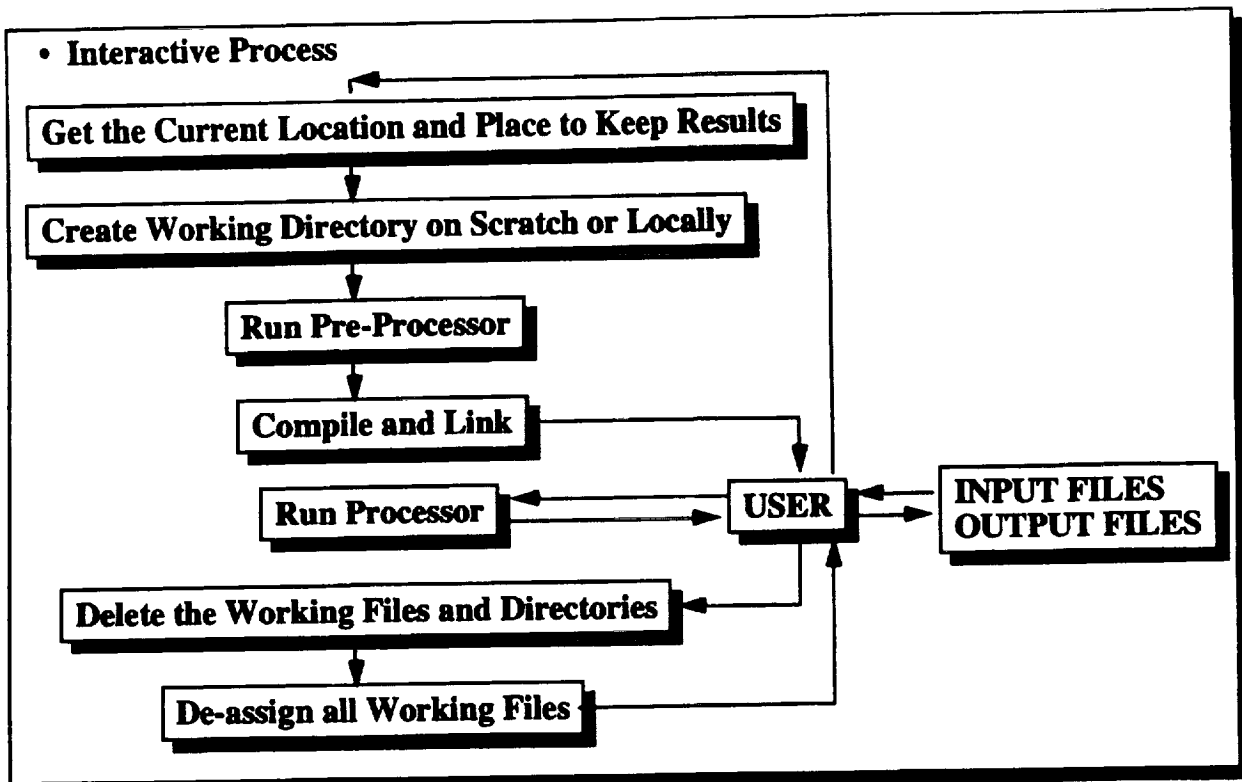 • Interactive Process
Get the Current Location and Place to Keep Results
Create Working Directory on Scratch or Locally
Run Pre-Processor
Compile and Link
Run Processor
USER
INPUT FILES
OUTPUT FILES
Delete the Working Files and Directories
De-assign all Working Files